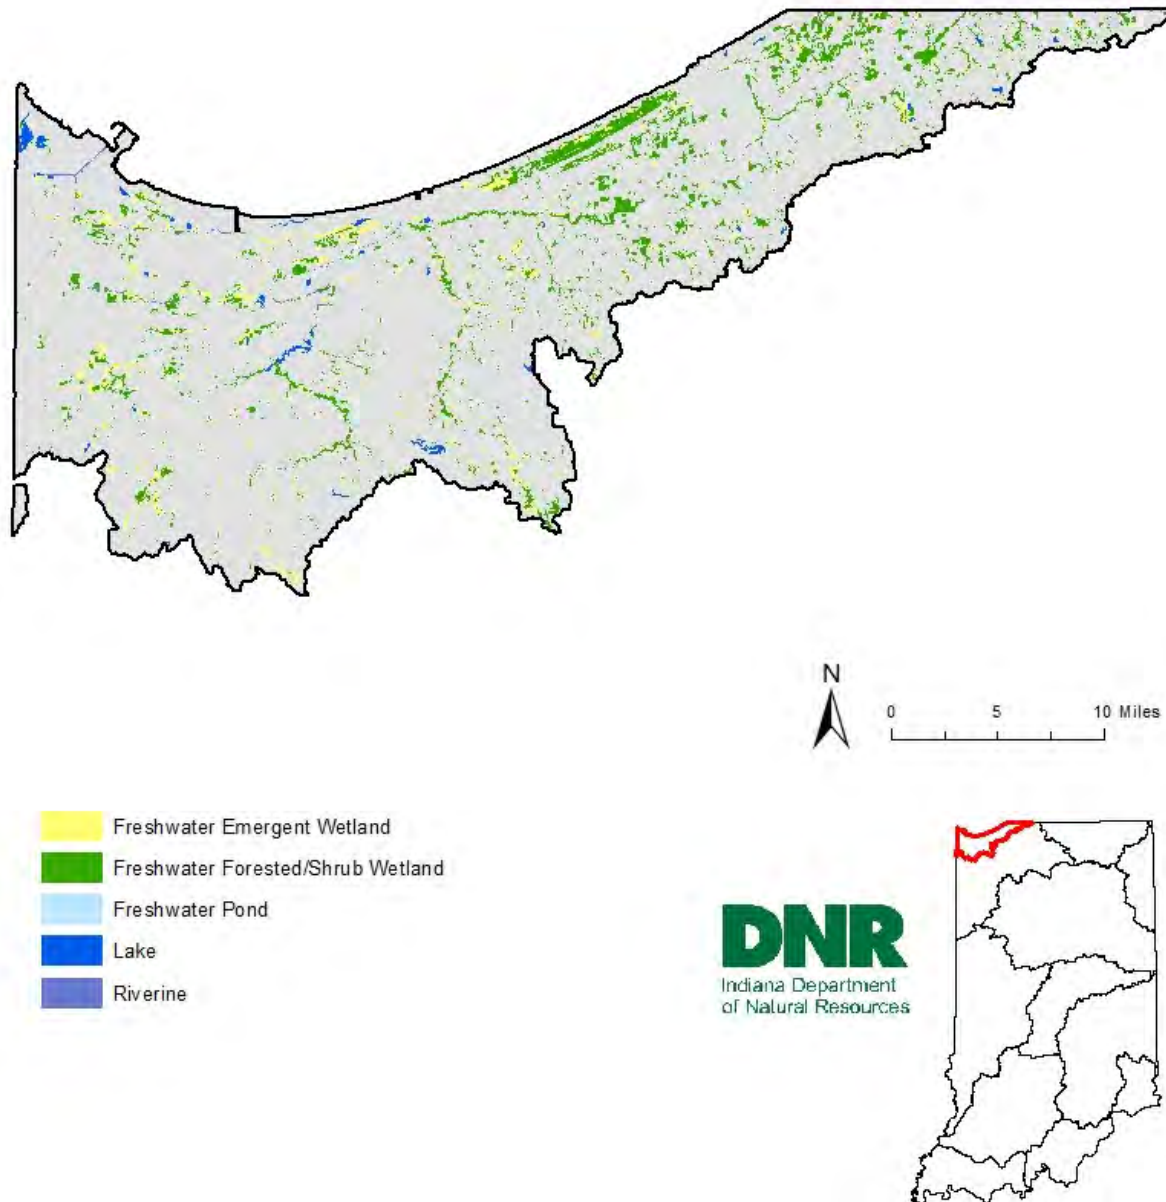 N
0 5 10 Miles
Freshwater Emergent Wetland
Freshwater Forested/Shrub Wetland
Freshwater Pond
Lake
Riverine
DNR
Indiana Department
of Natural Resources